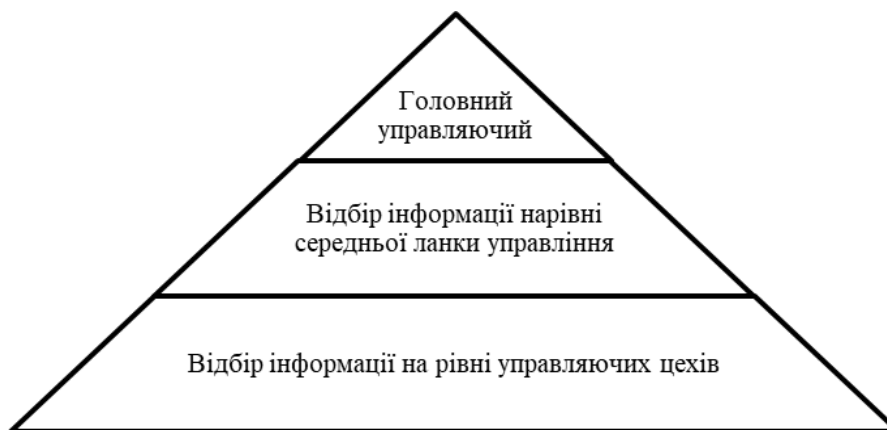 Головний
управляючий
Відбір інформації нарівні
середньої ланки управління
Відбір інформації на рівні управляючих цехів